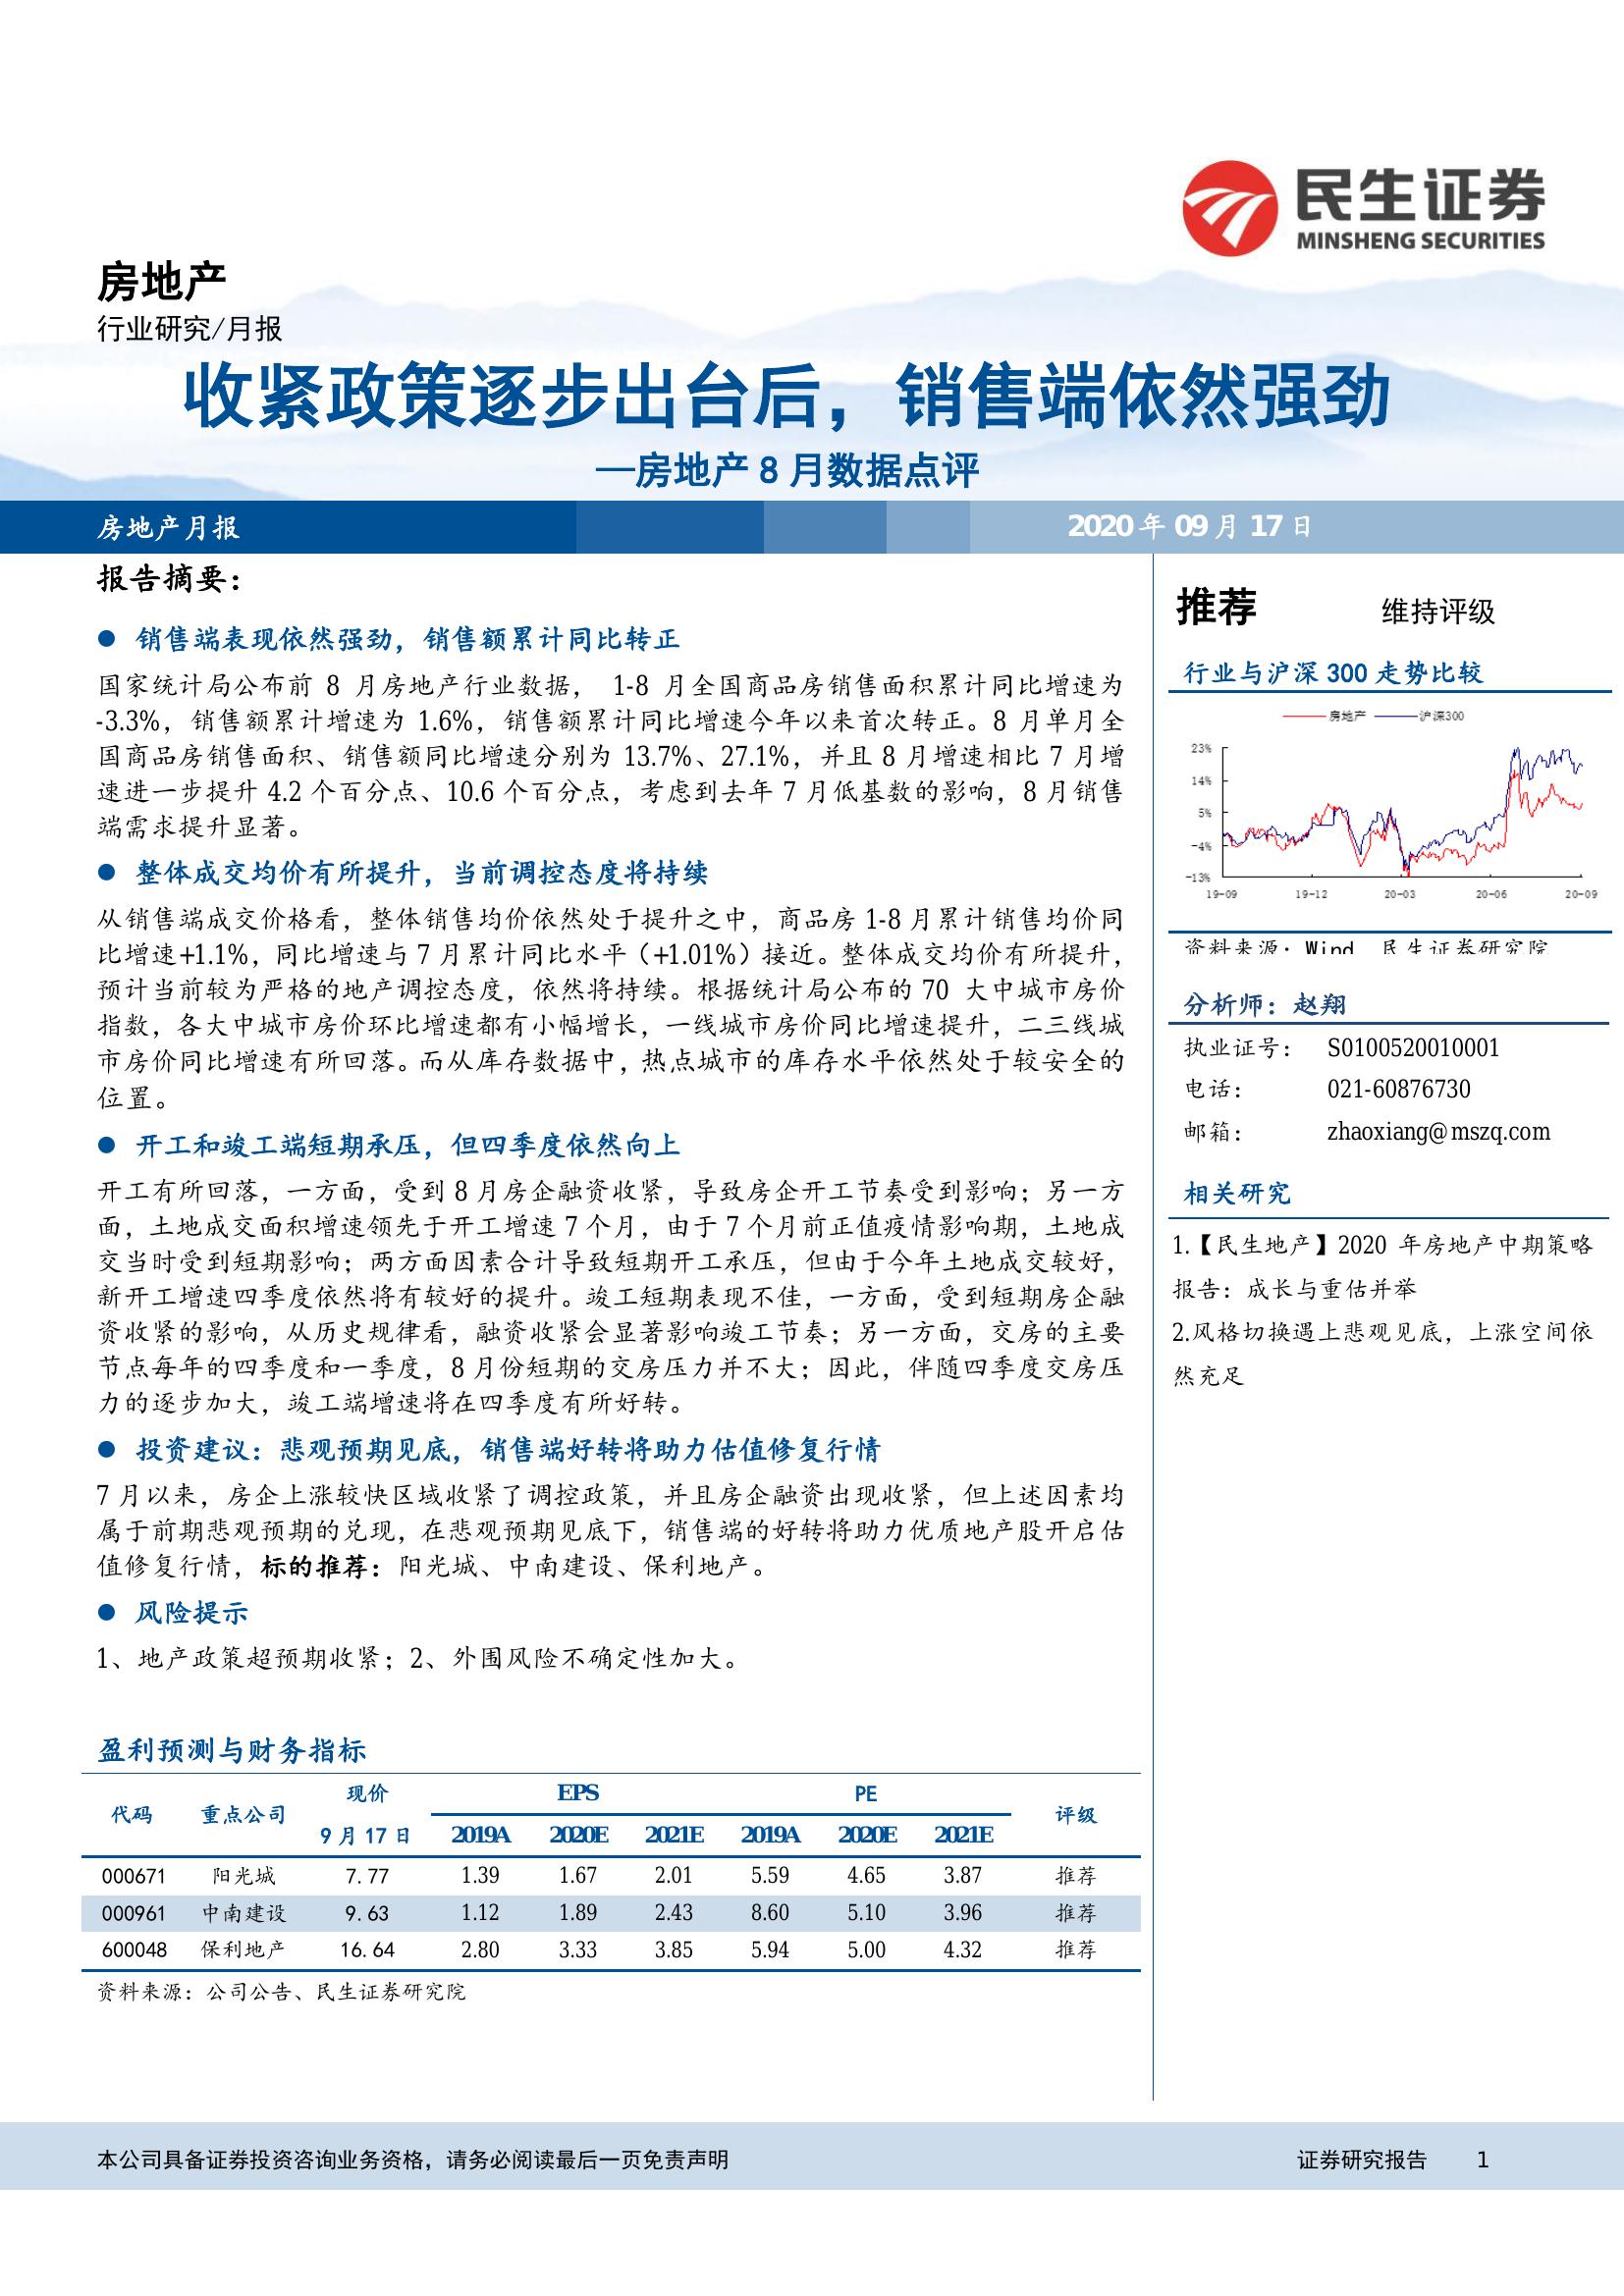 民生证券
MINSHENG SECURITIES
房地产
行业研究/月报
收紧政策逐步出台后，销售端依然强劲
—房地产 8 月数据点评
房地产月报
2020 年 09 月 17 日
报告摘要：
● 销售端表现依然强劲，销售额累计同比转正
国家统计局公布前 8 月房地产行业数据， 1-8 月全国商品房销售面积累计同比增速为
-3.3%，销售额累计增速为 1.6%，销售额累计同比增速今年以来首次转正。8 月单月全
国商品房销售面积、销售额同比增速分别为 13.7%、27.1%，并且 8 月增速相比 7 月增
速进一步提升 4.2 个百分点、10.6 个百分点，考虑到去年 7 月低基数的影响，8 月销售
端需求提升显著。
● 整体成交均价有所提升，当前调控态度将持续
从销售端成交价格看，整体销售均价依然处于提升之中，商品房 1-8 月累计销售均价同
比增速+1.1%，同比增速与 7 月累计同比水平（+1.01%）接近。整体成交均价有所提升，
预计当前较为严格的地产调控态度，依然将持续。根据统计局公布的 70 大中城市房价
指数，各大中城市房价环比增速都有小幅增长，一线城市房价同比增速提升，二三线城
市房价同比增速有所回落。而从库存数据中，热点城市的库存水平依然处于较安全的
位置。
● 开工和竣工端短期承压，但四季度依然向上
开工有所回落，一方面，受到 8 月房企融资收紧，导致房企开工节奏受到影响；另一方
面，土地成交面积增速领先于开工增速 7 个月，由于 7 个月前正值疫情影响期，土地成
交当时受到短期影响；两方面因素合计导致短期开工承压，但由于今年土地成交较好，
新开工增速四季度依然将有较好的提升。竣工短期表现不佳，一方面，受到短期房企融
资收紧的影响，从历史规律看，融资收紧会显著影响竣工节奏；另一方面，交房的主要
节点每年的四季度和一季度，8 月份短期的交房压力并不大；因此，伴随四季度交房压
力的逐步加大，竣工端增速将在四季度有所好转。
● 投资建议：悲观预期见底，销售端好转将助力估值修复行情
7 月以来，房企上涨较快区域收紧了调控政策，并且房企融资出现收紧，但上述因素均
属于前期悲观预期的兑现，在悲观预期见底下，销售端的好转将助力优质地产股开启估
值修复行情，标的推荐：阳光城、中南建设、保利地产。
● 风险提示
1、地产政策超预期收紧；2、外围风险不确定性加大。
盈利预测与财务指标
代码 重点公司 现价 EPS PE 评级
9 月 17 日 2019A 2020E 2021E 2019A 2020E 2021E
000671 阳光城 7.77 1.39 1.67 2.01 5.59 4.65 3.87 推荐
000961 中南建设 9.63 1.12 1.89 2.43 8.60 5.10 3.96 推荐
600048 保利地产 16.64 2.80 3.33 3.85 5.94 5.00 4.32 推荐
资料来源：公司公告、民生证券研究院
推荐 维持评级
行业与沪深 300 走势比较
房地产 沪深300
23%
14%
5%
-4%
-13%
19-09 19-12 20-03 20-06 20-09
资料来源：Wind 民生证券研究院
分析师：赵翔
执业证号： S0100520010001
电话： 021-60876730
邮箱： zhaoxiang@mszq.com
相关研究
1.【民生地产】2020 年房地产中期策略
报告：成长与重估并举
2.风格切换遇上悲观见底，上涨空间依
然充足
本公司具备证券投资咨询业务资格，请务必阅读最后一页免责声明
证券研究报告 1